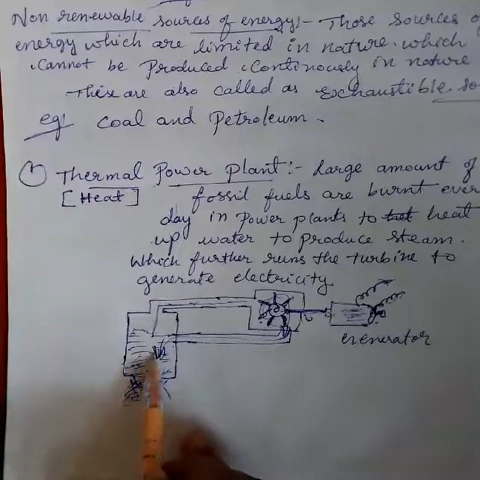 Non renewable sources of energy:- Those sources of
energy which are limited in nature. which
cannot be produced continously in nature
These are also called as exhaustible
eg: Coal and Petroleum.
① Thermal Power plant:- Large amount of
[Heat] fossil fuels are burnt ever
day in power plants to heat
up water to produce steam.
Which further runs the turbine to
generate electricity
Generator